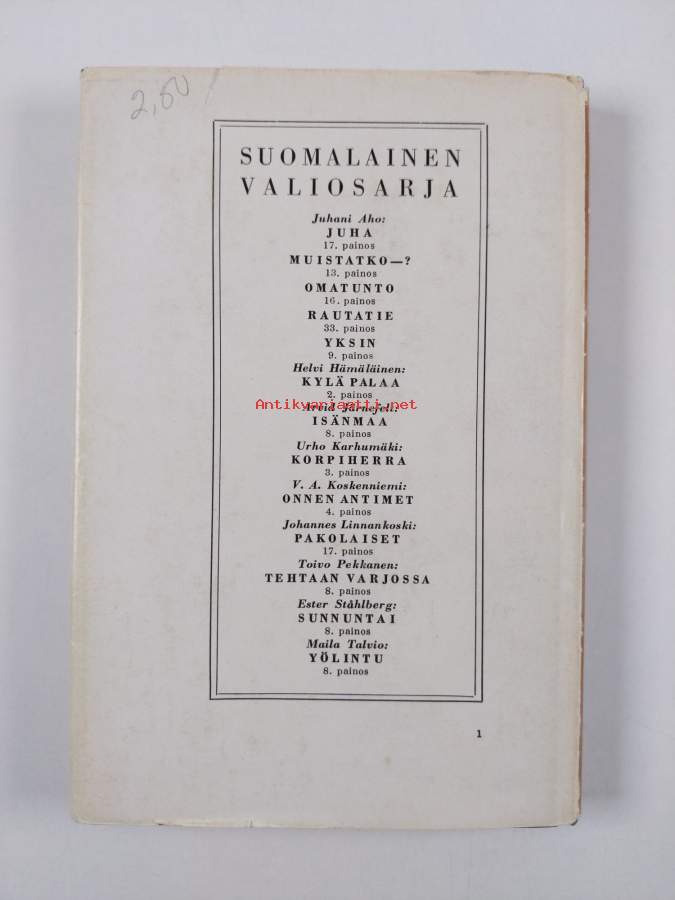 2,80
SUOMALAINEN
VALIOSARJA
Juhani Aho:
JUHA
17. painos
MUISTATKO—?
13. painos
OMATUNTO
16. painos
RAUTATIE
33. painos
YKSIN
9. painos
Helvi Hämäläinen:
KYLÄ PALAA
2. painos
Antikvariaatti.net
Arvid Järnefelt:
ISÄNMAA
8. painos
Urho Karhumäki:
KORPIHERRA
3. painos
V. A. Koskenniemi:
ONNEN ANTIMET
4. painos
Johannes Linnankoski:
PAKOLAISET
17. painos
Toivo Pekkanen:
TEHTAAN VARJOSSA
8. painos
Ester Ståhlberg:
SUNNUNTAI
8. painos
Maila Talvio:
YÖLINTU
8. painos
1